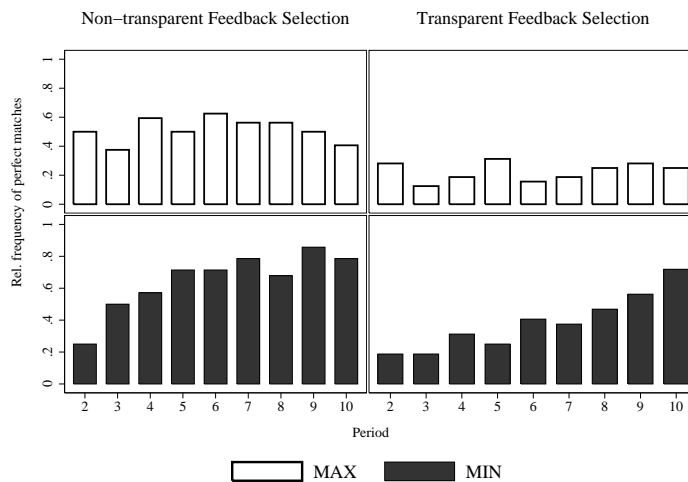 Non−transparent Feedback Selection
Transparent Feedback Selection
Rel. frequency of perfect matches
1
.8
.6
.4
.2
0
1
.8
.6
.4
.2
0
2 3 4 5 6 7 8 9 10
2 3 4 5 6 7 8 9 10
Period
MAX
MIN